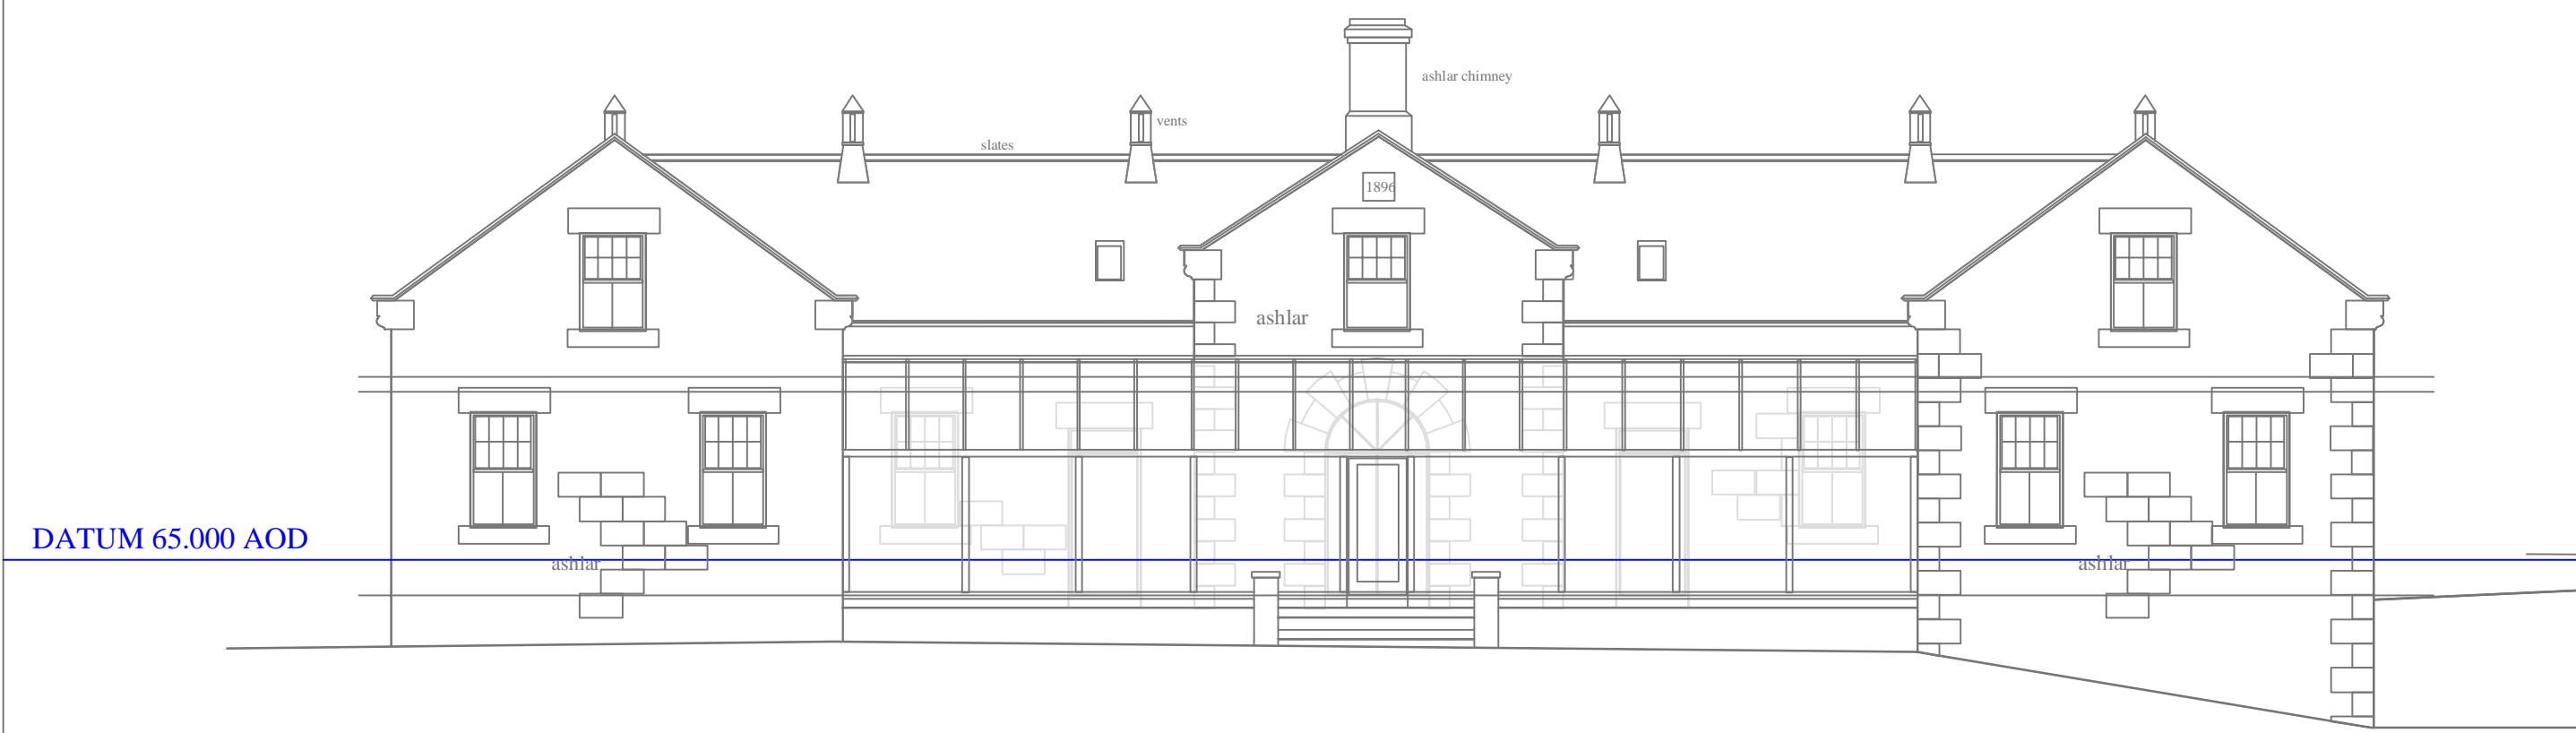 ashlar chimney
vents
slates
1896
ashlar
DATUM 65.000 AOD
ashlar
ashlar